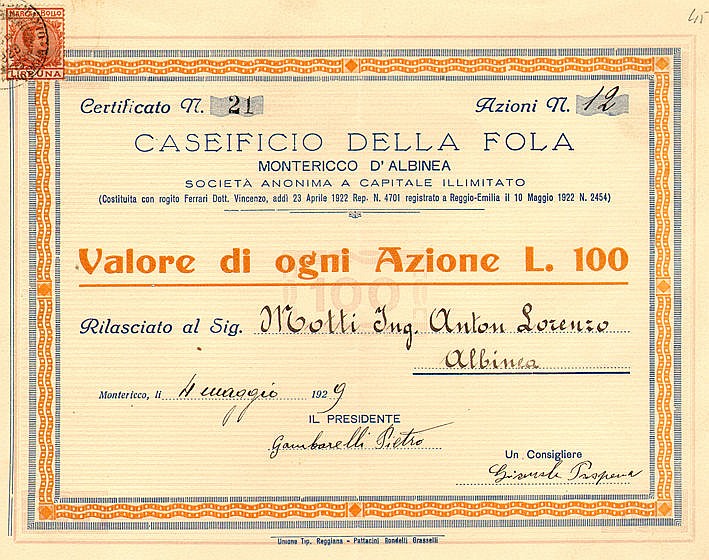 45
MARCA DA BOLLO
LIRE UNA
Certificato N. 21 Azioni N. 12
CASEIFICIO DELLA FOLA
MONTERICCO D'ALBINEA
SOCIETÀ ANONIMA A CAPITALE ILLIMITATO
(Costituita con rogito Ferrari Dott. Vincenzo, addì 23 Aprile 1922 Rep. N. 4701 registrato a Reggio-Emilia il 10 Maggio 1922 N. 2454)
Valore di ogni Azione L. 100
100
Rilasciato al Sig. Motti Ing. Anton Lorenzo
Albinea
Montericco, li 4 maggio 1929
IL PRESIDENTE
Gambarelli Pietro
Un Consigliere
Unione Tip. Reggiana - Pattacini Rondelli Grasselli